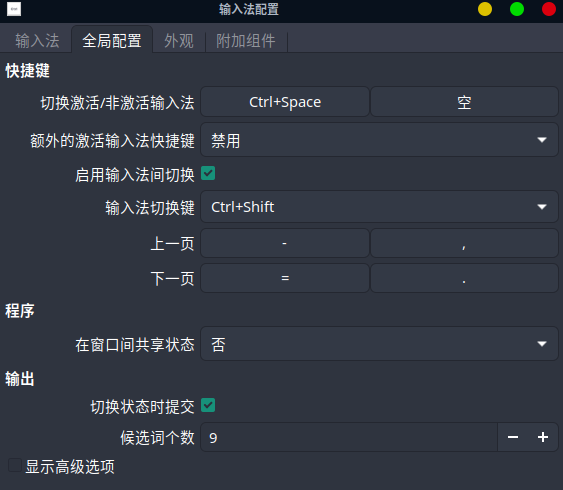 输入法配置
输入法 全局配置 外观 附加组件
快捷键
切换激活/非激活输入法 Ctrl+Space 空
额外的激活输入法快捷键 禁用
启用输入法间切换
输入法切换键 Ctrl+Shift
上一页 - ,
下一页 = .
程序
在窗口间共享状态 否
输出
切换状态时提交
候选词个数 9 − +
显示高级选项